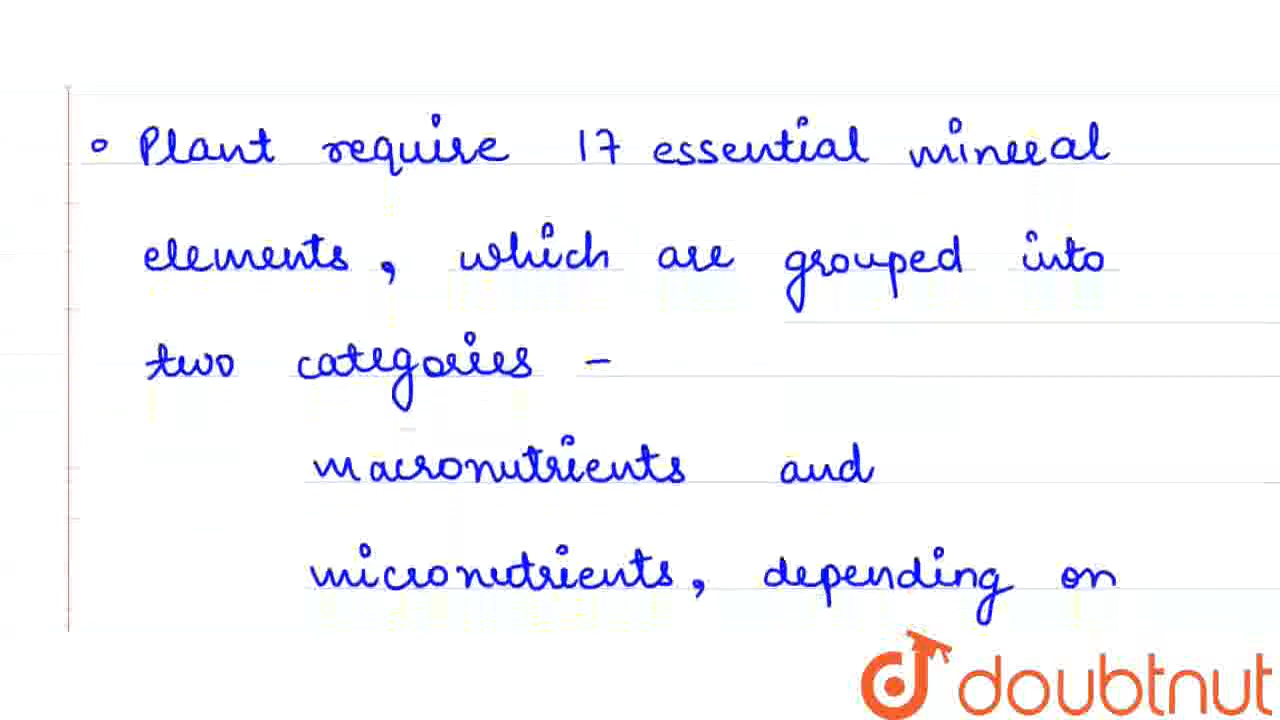 Plant require 17 essential mineral
elements, which are grouped into
two categories -
macronutrients and
micronutrients, depending on
doubtnut